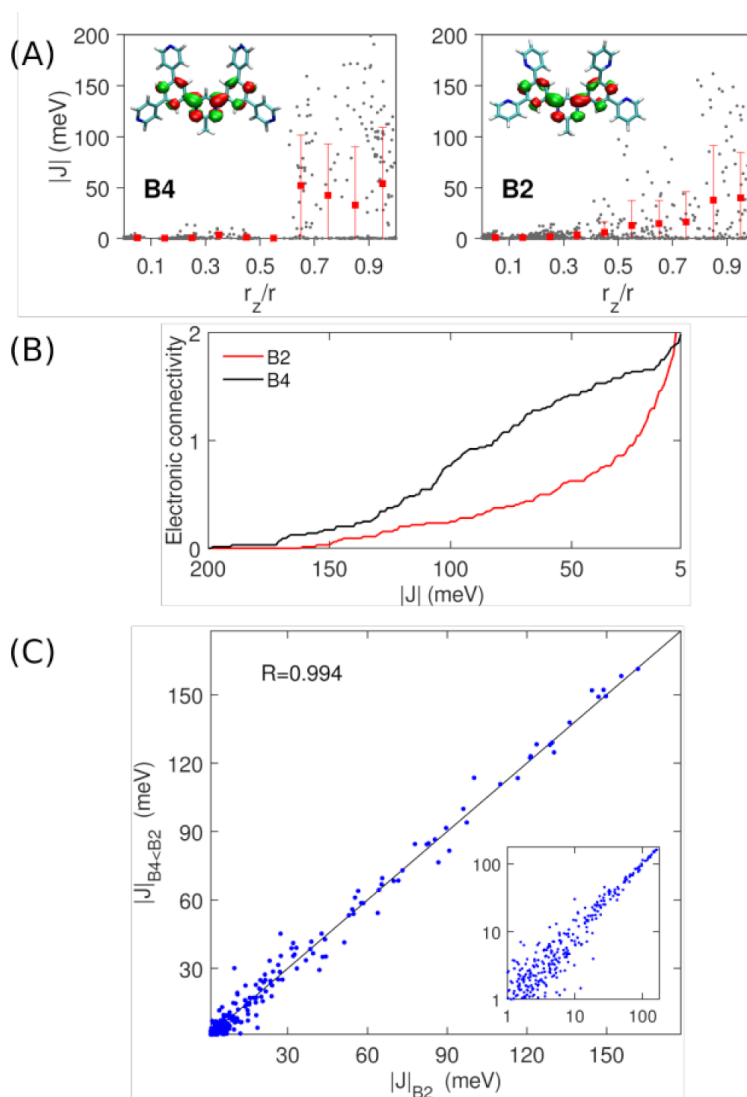 (A)
200
150
100
50
0
|J| (meV)
B4
0.1 0.3 0.5 0.7 0.9
r_z/r
200
150
100
50
0
B2
0.1 0.3 0.5 0.7 0.9
r_z/r
(B)
2
1
0
Electronic connectivity
B2
B4
200 150 100 50 5
|J| (meV)
(C)
R=0.994
150
120
90
60
30
|J|_B4<B2 (meV)
100
10
1
1 10 100
30 60 90 120 150
|J|_B2 (meV)